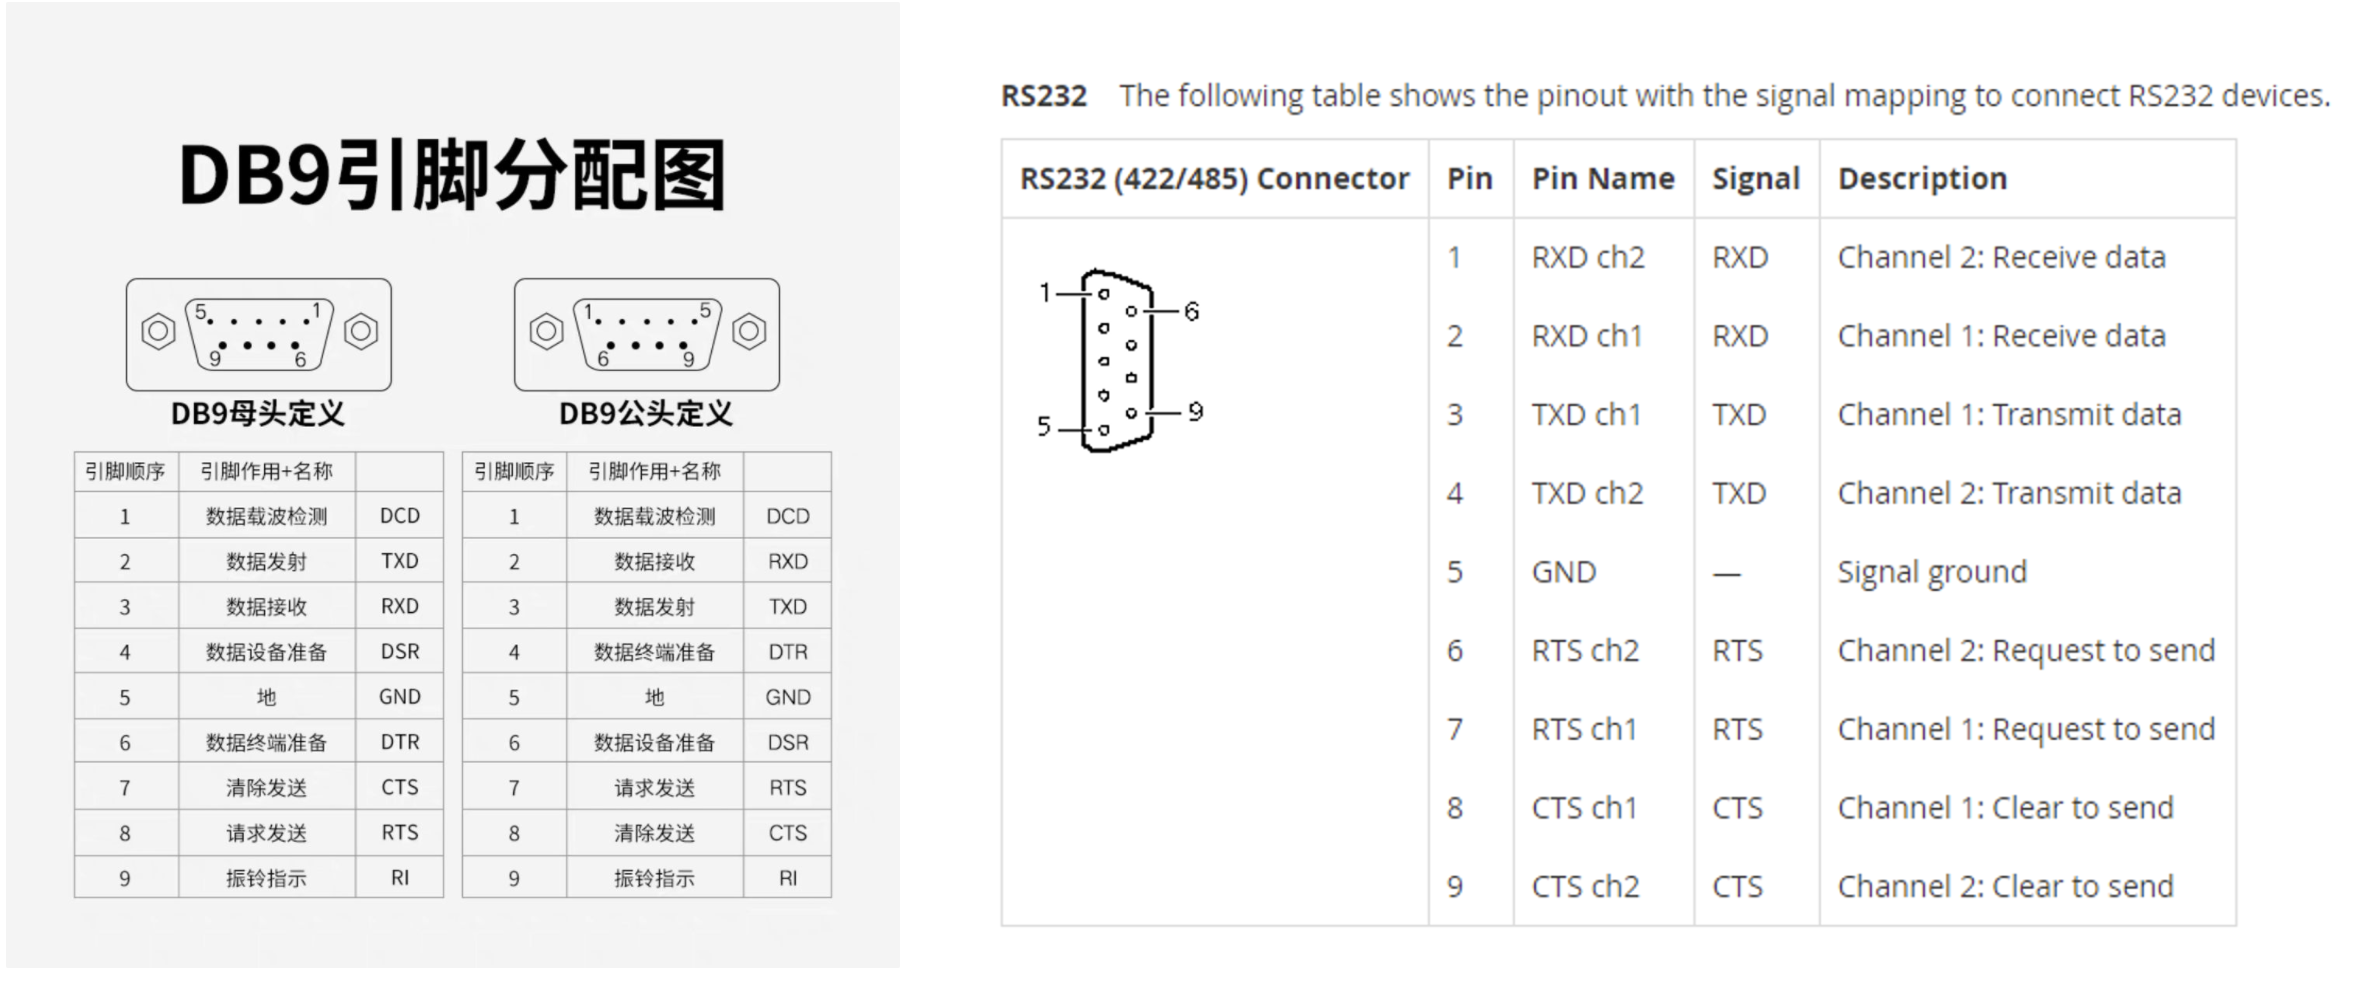 DB9引脚分配图
5 1
9 6
DB9母头定义
1 5
6 9
DB9公头定义
引脚顺序 引脚作用+名称
1 数据载波检测 DCD
2 数据发射 TXD
3 数据接收 RXD
4 数据设备准备 DSR
5 地 GND
6 数据终端准备 DTR
7 清除发送 CTS
8 请求发送 RTS
9 振铃指示 RI
引脚顺序 引脚作用+名称
1 数据载波检测 DCD
2 数据接收 RXD
3 数据发射 TXD
4 数据终端准备 DTR
5 地 GND
6 数据设备准备 DSR
7 请求发送 RTS
8 清除发送 CTS
9 振铃指示 RI
RS232 The following table shows the pinout with the signal mapping to connect RS232 devices.
RS232 (422/485) Connector Pin Pin Name Signal Description
1
6
5
9
1 RXD ch2 RXD Channel 2: Receive data
2 RXD ch1 RXD Channel 1: Receive data
3 TXD ch1 TXD Channel 1: Transmit data
4 TXD ch2 TXD Channel 2: Transmit data
5 GND — Signal ground
6 RTS ch2 RTS Channel 2: Request to send
7 RTS ch1 RTS Channel 1: Request to send
8 CTS ch1 CTS Channel 1: Clear to send
9 CTS ch2 CTS Channel 2: Clear to send